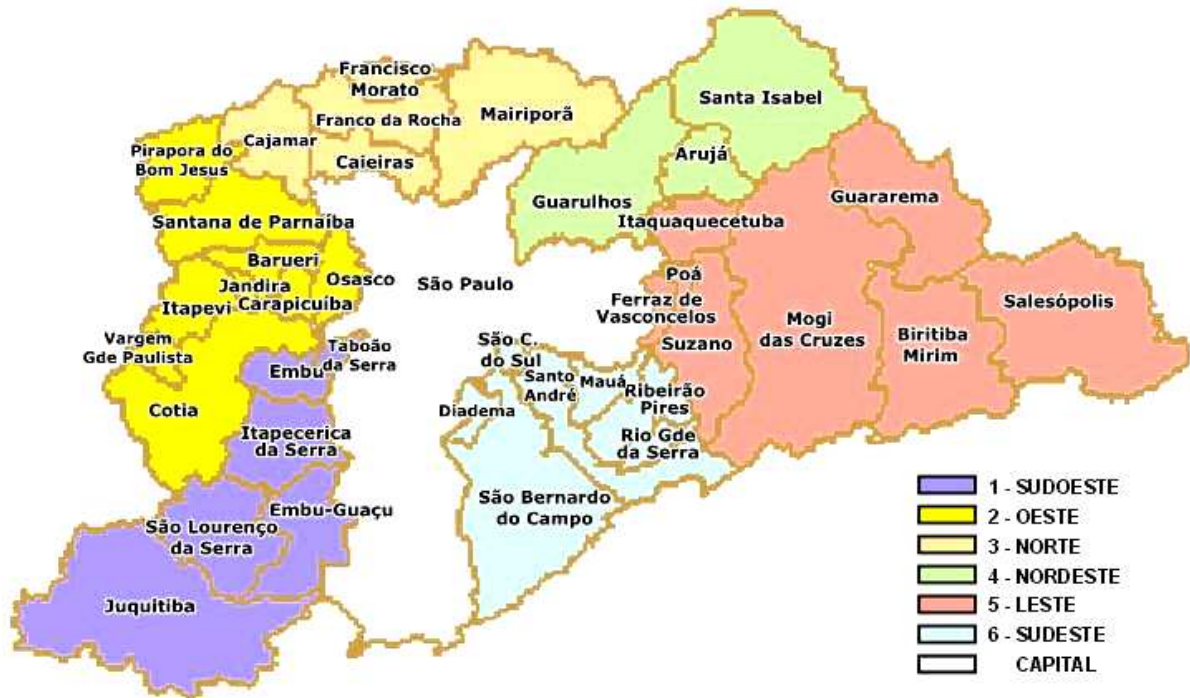 Francisco
Morato
Franco da Rocha
Mairiporã
Cajamar
Caieiras
Pirapora do
Bom Jesus
Santana de Parnaíba
Barueri
Jandira
Itapevi
Carapicuíba
Osasco
Vargem
Gde Paulista
Cotia
Taboão
da Serra
Embu
Itapecerica
da Serra
Embu-Guaçu
São Lourenço
da Serra
Juquitiba
São Paulo
Santa Isabel
Arujá
Guarulhos
Itaquaquecetuba
Guararema
Poá
Ferraz de
Vasconcelos
Suzano
Mogi
das Cruzes
Biritiba
Mirim
Salesópolis
São C.
do Sul
Santo
André
Mauá
Ribeirão
Pires
Diadema
Rio Gde
da Serra
São Bernardo
do Campo
1 - SUDOESTE
2 - OESTE
3 - NORTE
4 - NORDESTE
5 - LESTE
6 - SUDESTE
CAPITAL